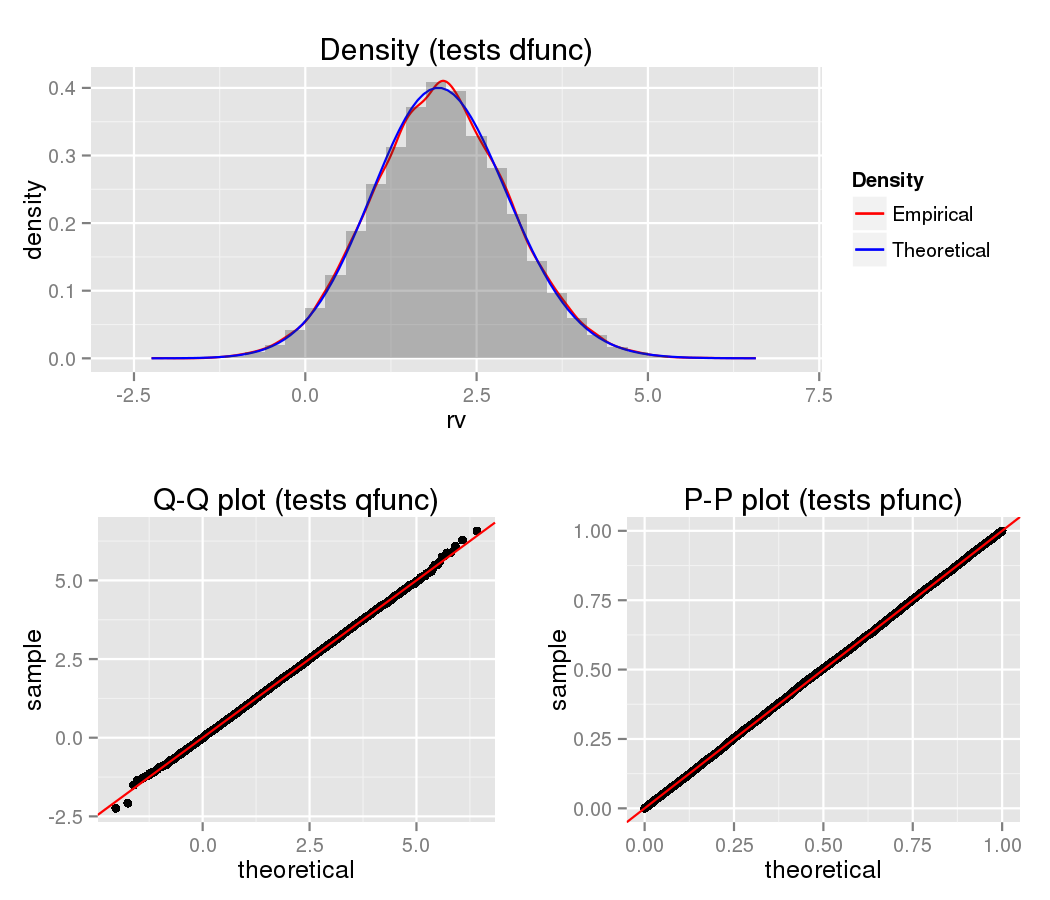 Density (tests dfunc)
density
0.4
0.3
0.2
0.1
0.0
-2.5 0.0 2.5 5.0 7.5
rv
Density
Empirical
Theoretical
Q-Q plot (tests qfunc)
sample
5.0
2.5
0.0
-2.5
0.0 2.5 5.0
theoretical
P-P plot (tests pfunc)
sample
1.00
0.75
0.50
0.25
0.00
0.00 0.25 0.50 0.75 1.00
theoretical